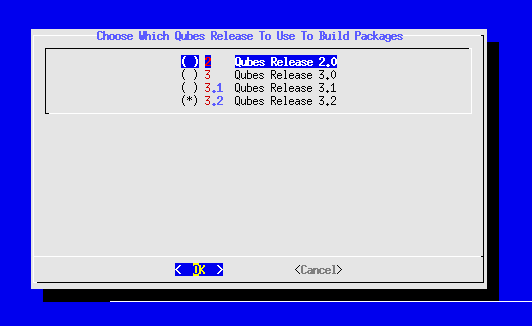 Choose Which Qubes Release To Use To Build Packages
( ) 2 Qubes Release 2.0
( ) 3 Qubes Release 3.0
( ) 3.1 Qubes Release 3.1
(*) 3.2 Qubes Release 3.2
< OK > <Cancel>